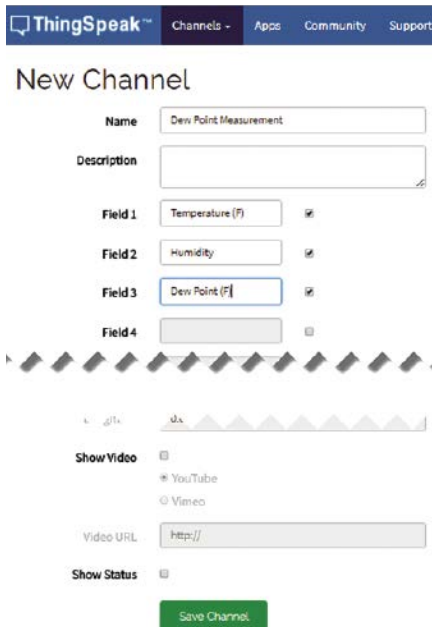 ThingSpeak™ Channels Apps Community Support
New Channel
Name Dew Point Measurement
Description
Field 1 Temperature (F)
Field 2 Humidity
Field 3 Dew Point (F)
Field 4
Show Video
YouTube
Vimeo
Video URL http://
Show Status
Save Channel